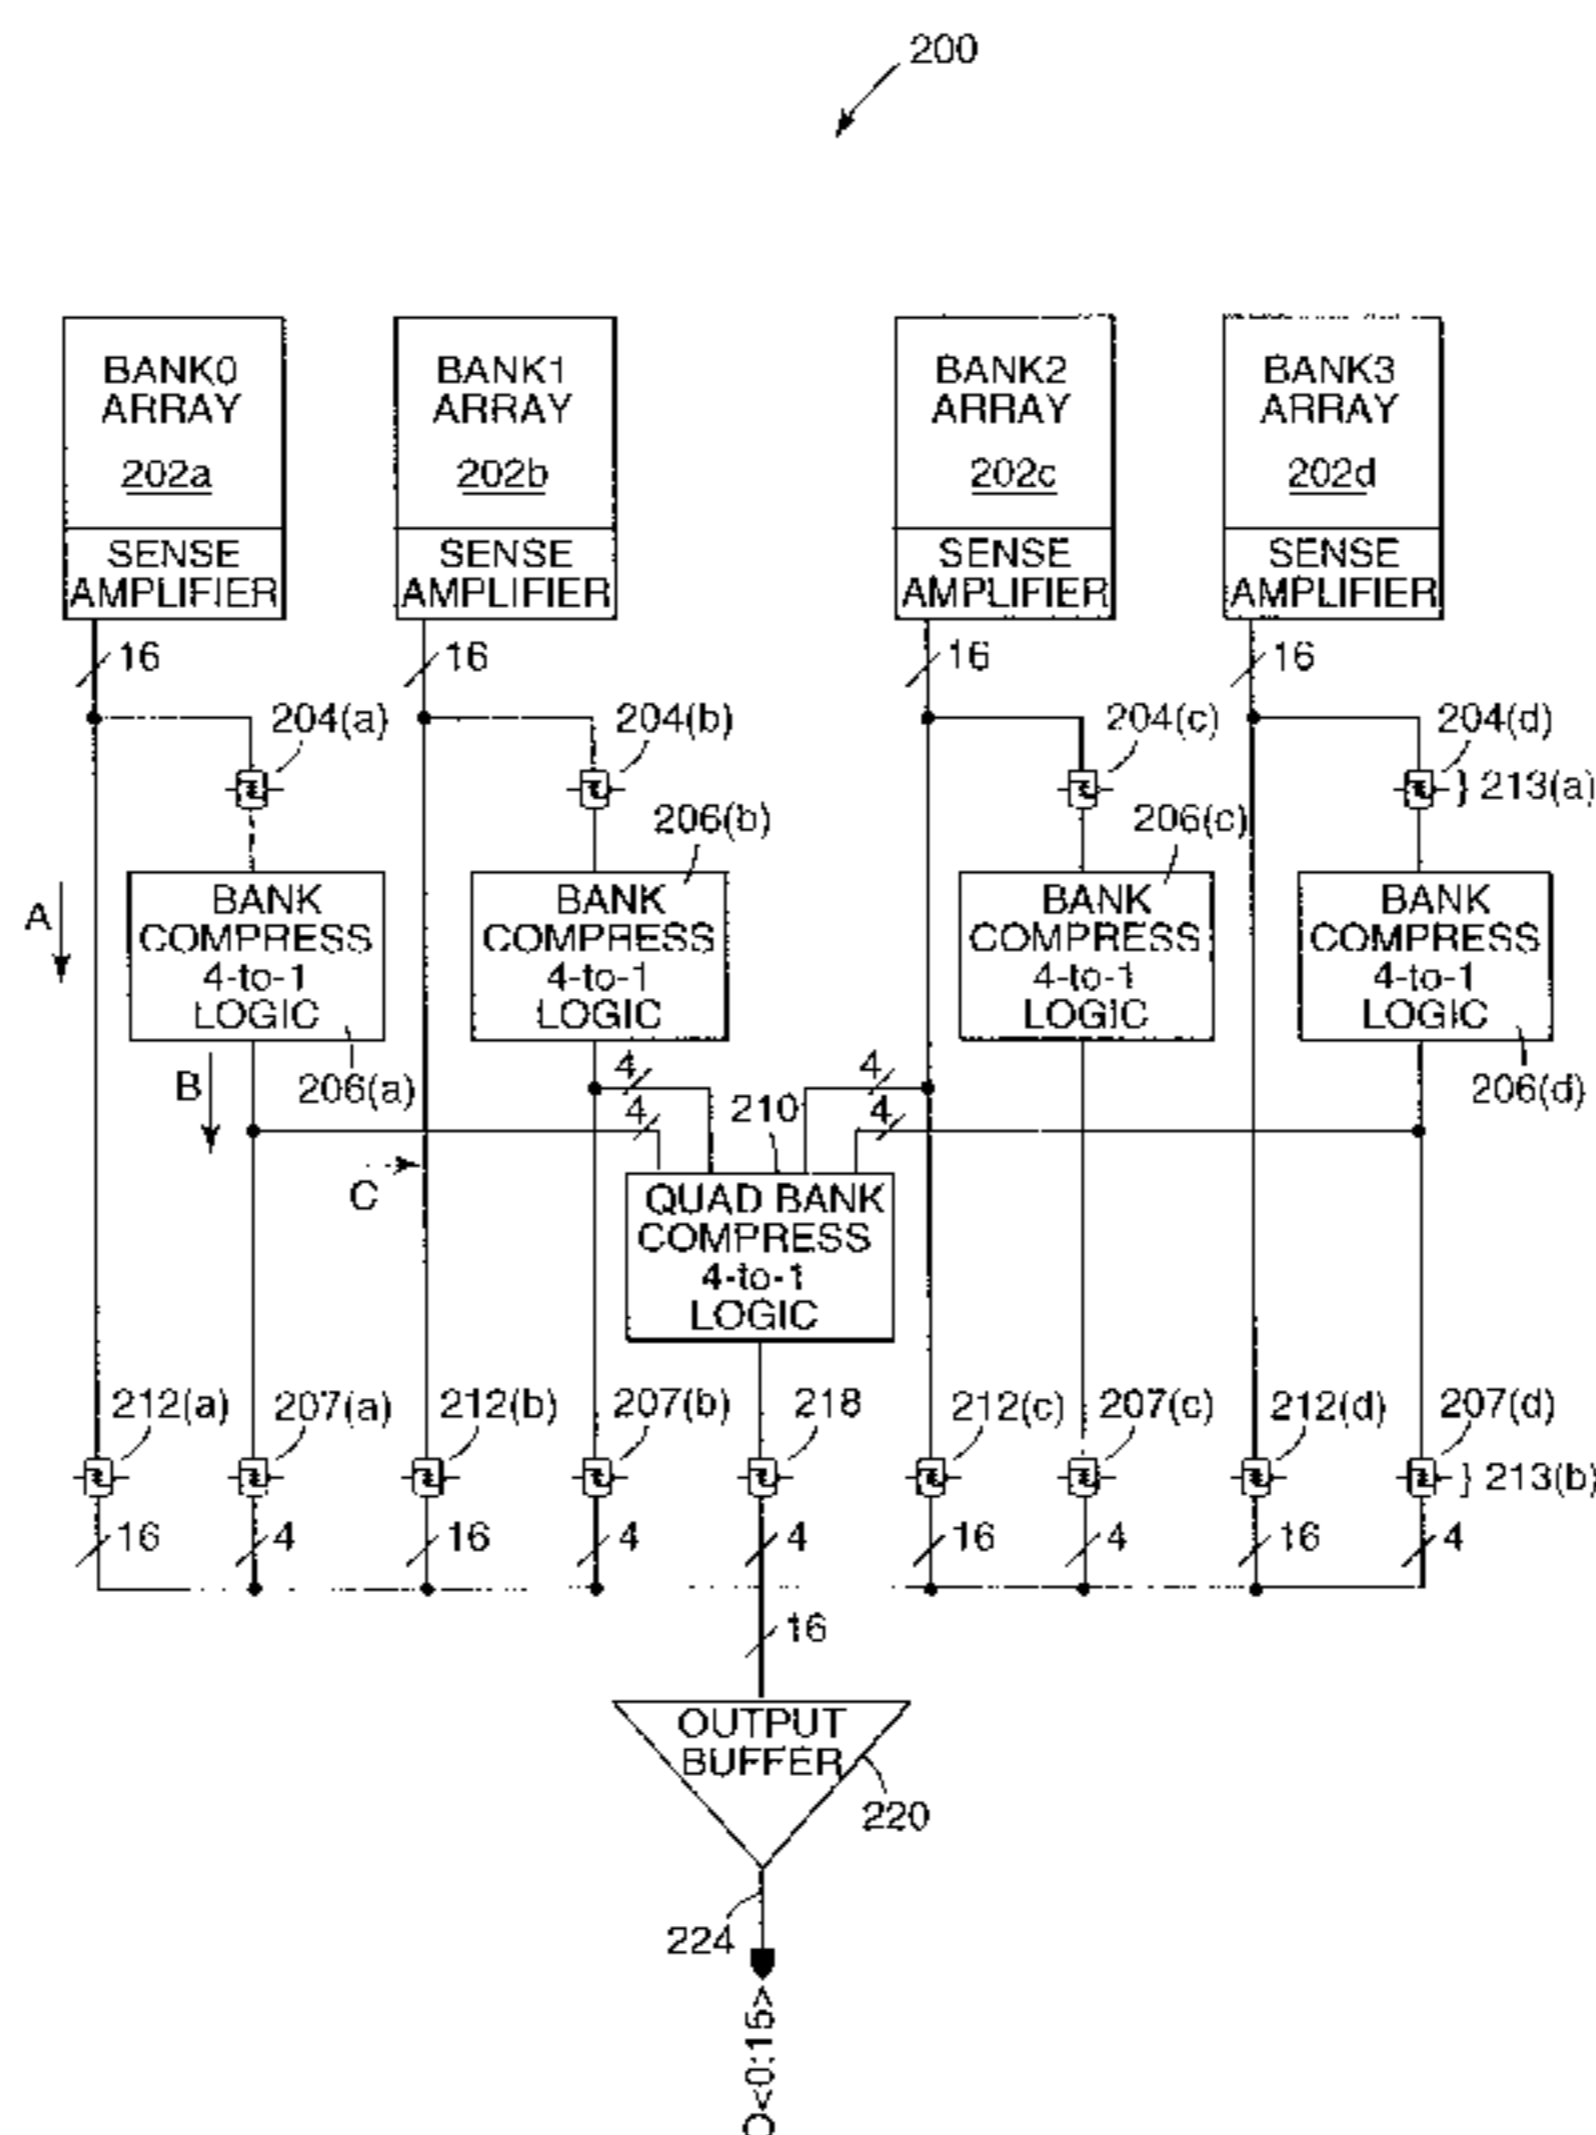 200
BANK0
ARRAY
202a
SENSE
AMPLIFIER
BANK1
ARRAY
202b
SENSE
AMPLIFIER
BANK2
ARRAY
202c
SENSE
AMPLIFIER
BANK3
ARRAY
202d
SENSE
AMPLIFIER
16
16
16
16
204(a)
204(b)
204(c)
204(d)
} 213(a)
206(b)
206(c)
A
BANK
COMPRESS
4-to-1
LOGIC
BANK
COMPRESS
4-to-1
LOGIC
BANK
COMPRESS
4-to-1
LOGIC
BANK
COMPRESS
4-to-1
LOGIC
B
206(a)
4
4
206(d)
4
210
4
C
QUAD BANK
COMPRESS
4-to-1
LOGIC
212(a)
207(a)
212(b)
207(b)
218
212(c)
207(c)
212(d)
207(d)
} 213(b)
16
4
16
4
4
16
4
16
4
16
OUTPUT
BUFFER
220
224
Q<0:15>